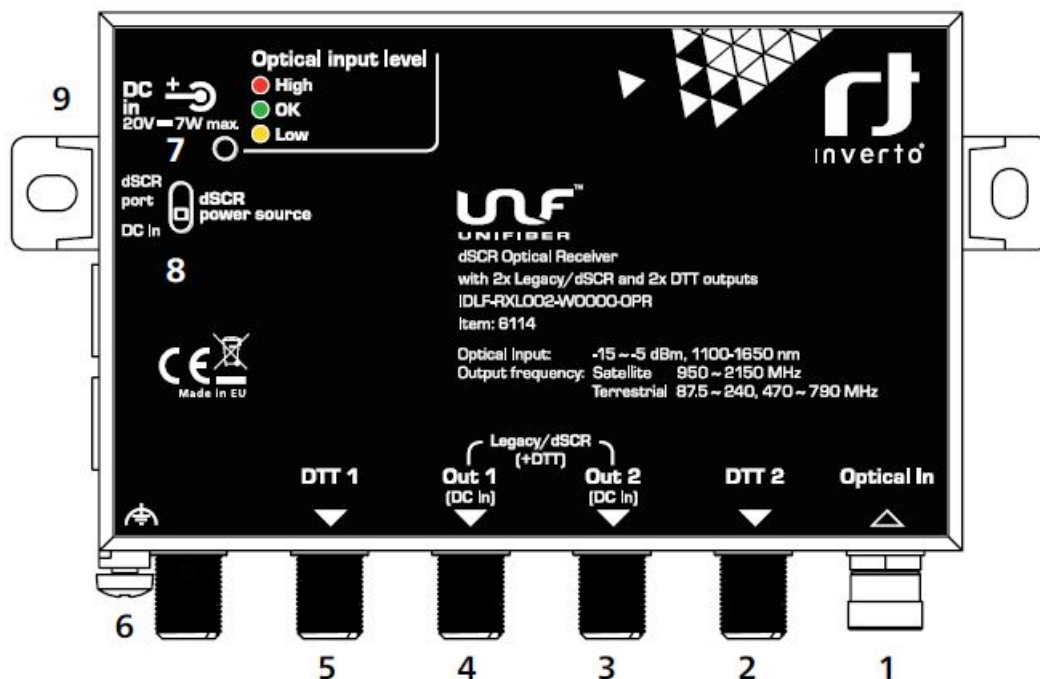 9
DC
in
20V 7W max.
7
Optical input level
High
OK
Low
dSCR
port
DC in
dSCR
power source
8
inverto
UNF™
UNIFIBER
dSCR Optical Receiver
with 2x Legacy/dSCR and 2x DTT outputs
IDLF-RXL002-W0000-OPR
Item: 6114
Optical Input: -15 ~ -5 dBm, 1100-1650 nm
Output frequency: Satellite 950 ~ 2150 MHz
Terrestrial 87.5 ~ 240, 470 ~ 790 MHz
CE
Made in EU
Legacy/dSCR
(+DTT)
DTT 1
Out 1
(DC in)
Out 2
(DC in)
DTT 2
Optical In
6
5
4
3
2
1